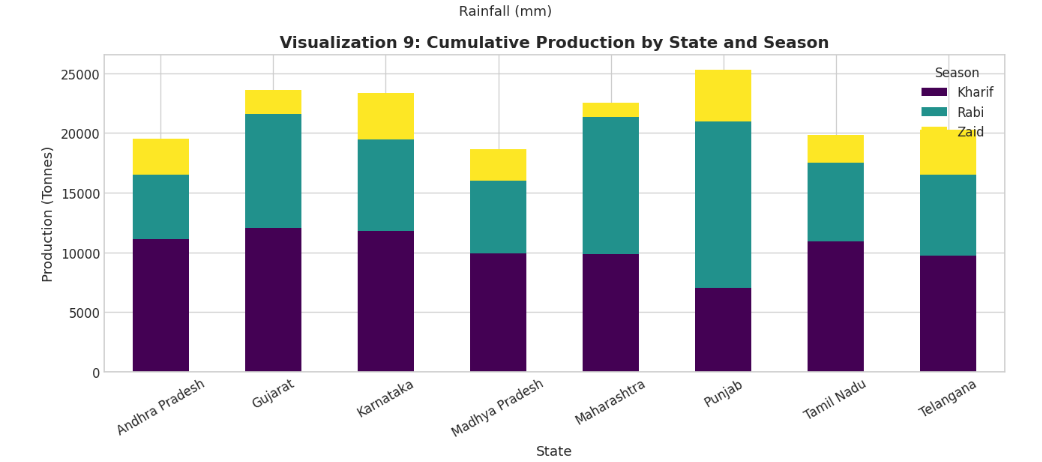 Rainfall (mm)
Visualization 9: Cumulative Production by State and Season
Production (Tonnes)
25000
20000
15000
10000
5000
0
Season
Kharif
Rabi
Zaid
Andhra Pradesh
Gujarat
Karnataka
Madhya Pradesh
Maharashtra
Punjab
Tamil Nadu
Telangana
State